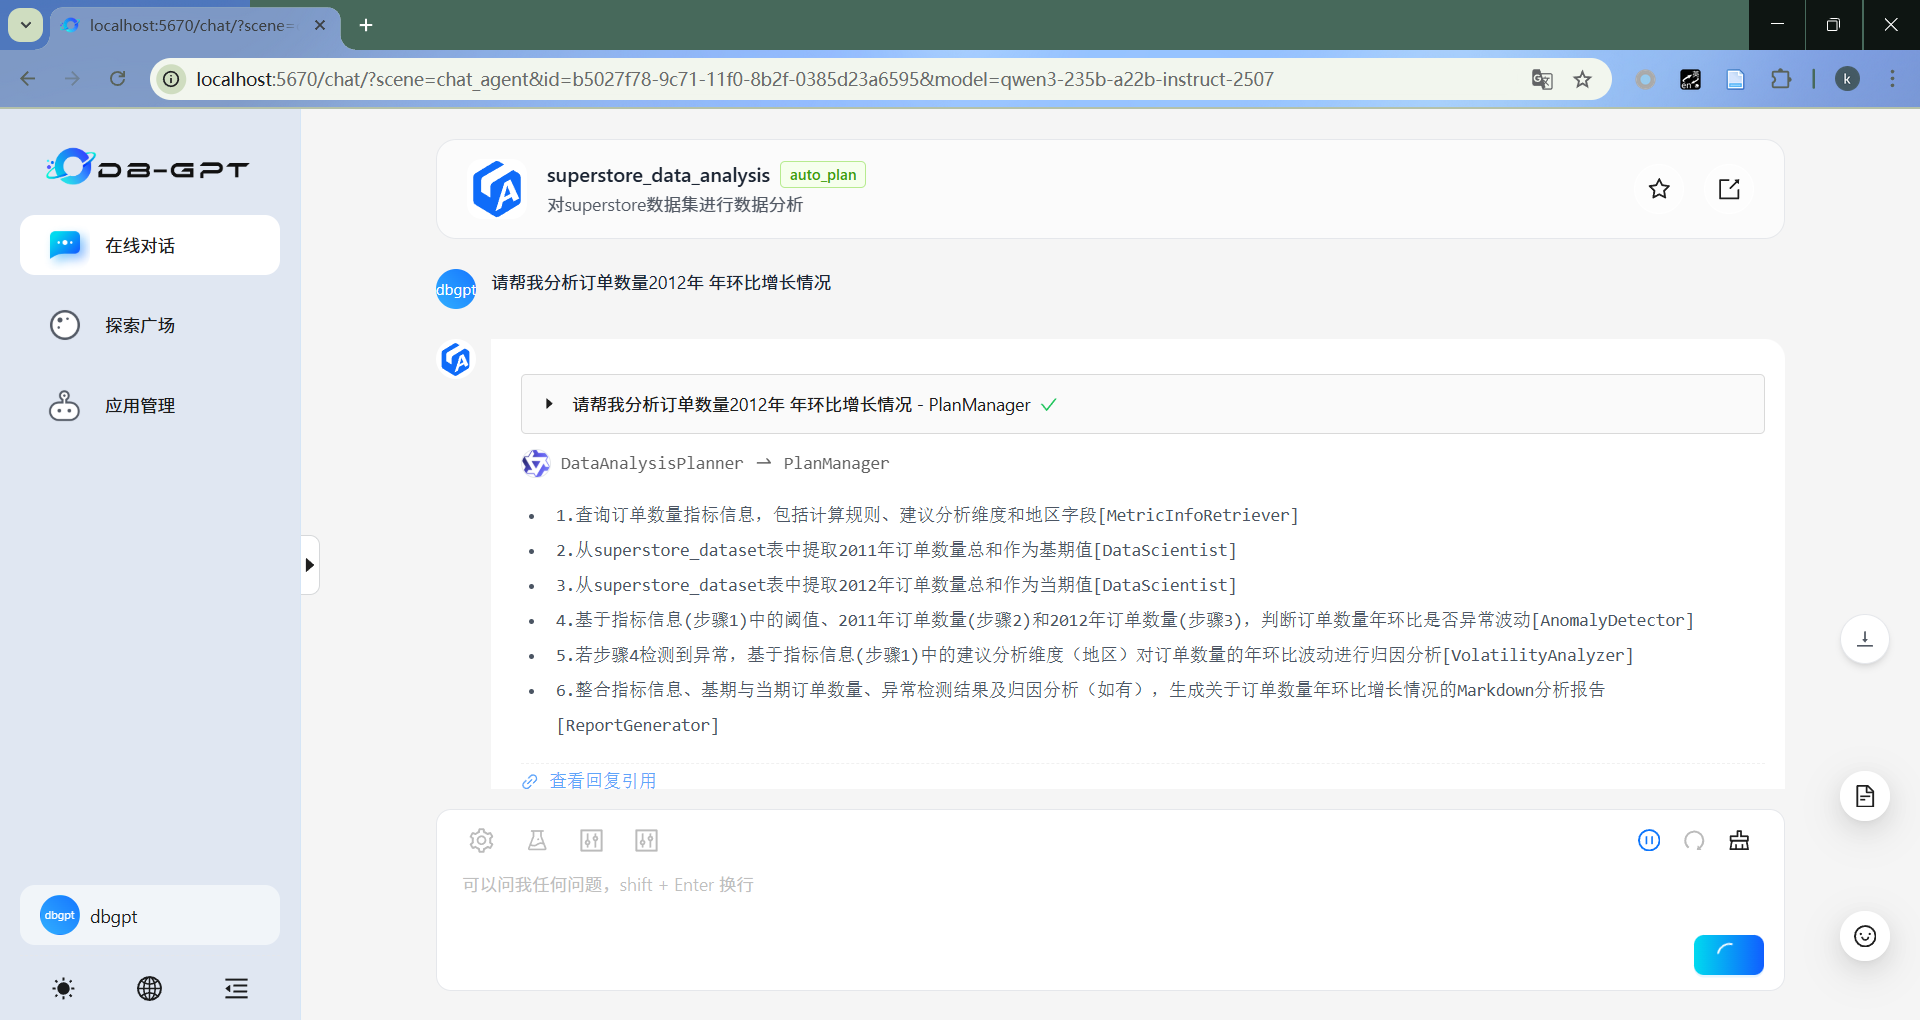 localhost:5670/chat/?scene=
localhost:5670/chat/?scene=chat_agent&id=b5027f78-9c71-11f0-8b2f-0385d23a6595&model=qwen3-235b-a22b-instruct-2507
k
DB-GPT
在线对话
探索广场
应用管理
dbgpt
dbgpt
superstore_data_analysis
auto_plan
对superstore数据集进行数据分析
dbgpt
请帮我分析订单数量2012年 年环比增长情况
请帮我分析订单数量2012年 年环比增长情况 - PlanManager
DataAnalysisPlanner → PlanManager
1.查询订单数量指标信息，包括计算规则、建议分析维度和地区字段[MetricInfoRetriever]
2.从superstore_dataset表中提取2011年订单数量总和作为基期值[DataScientist]
3.从superstore_dataset表中提取2012年订单数量总和作为当期值[DataScientist]
4.基于指标信息(步骤1)中的阈值、2011年订单数量(步骤2)和2012年订单数量(步骤3)，判断订单数量年环比是否异常波动[AnomalyDetector]
5.若步骤4检测到异常，基于指标信息(步骤1)中的建议分析维度（地区）对订单数量的年环比波动进行归因分析[VolatilityAnalyzer]
6.整合指标信息、基期与当期订单数量、异常检测结果及归因分析（如有），生成关于订单数量年环比增长情况的Markdown分析报告
[ReportGenerator]
查看回复引用
可以问我任何问题，shift + Enter 换行